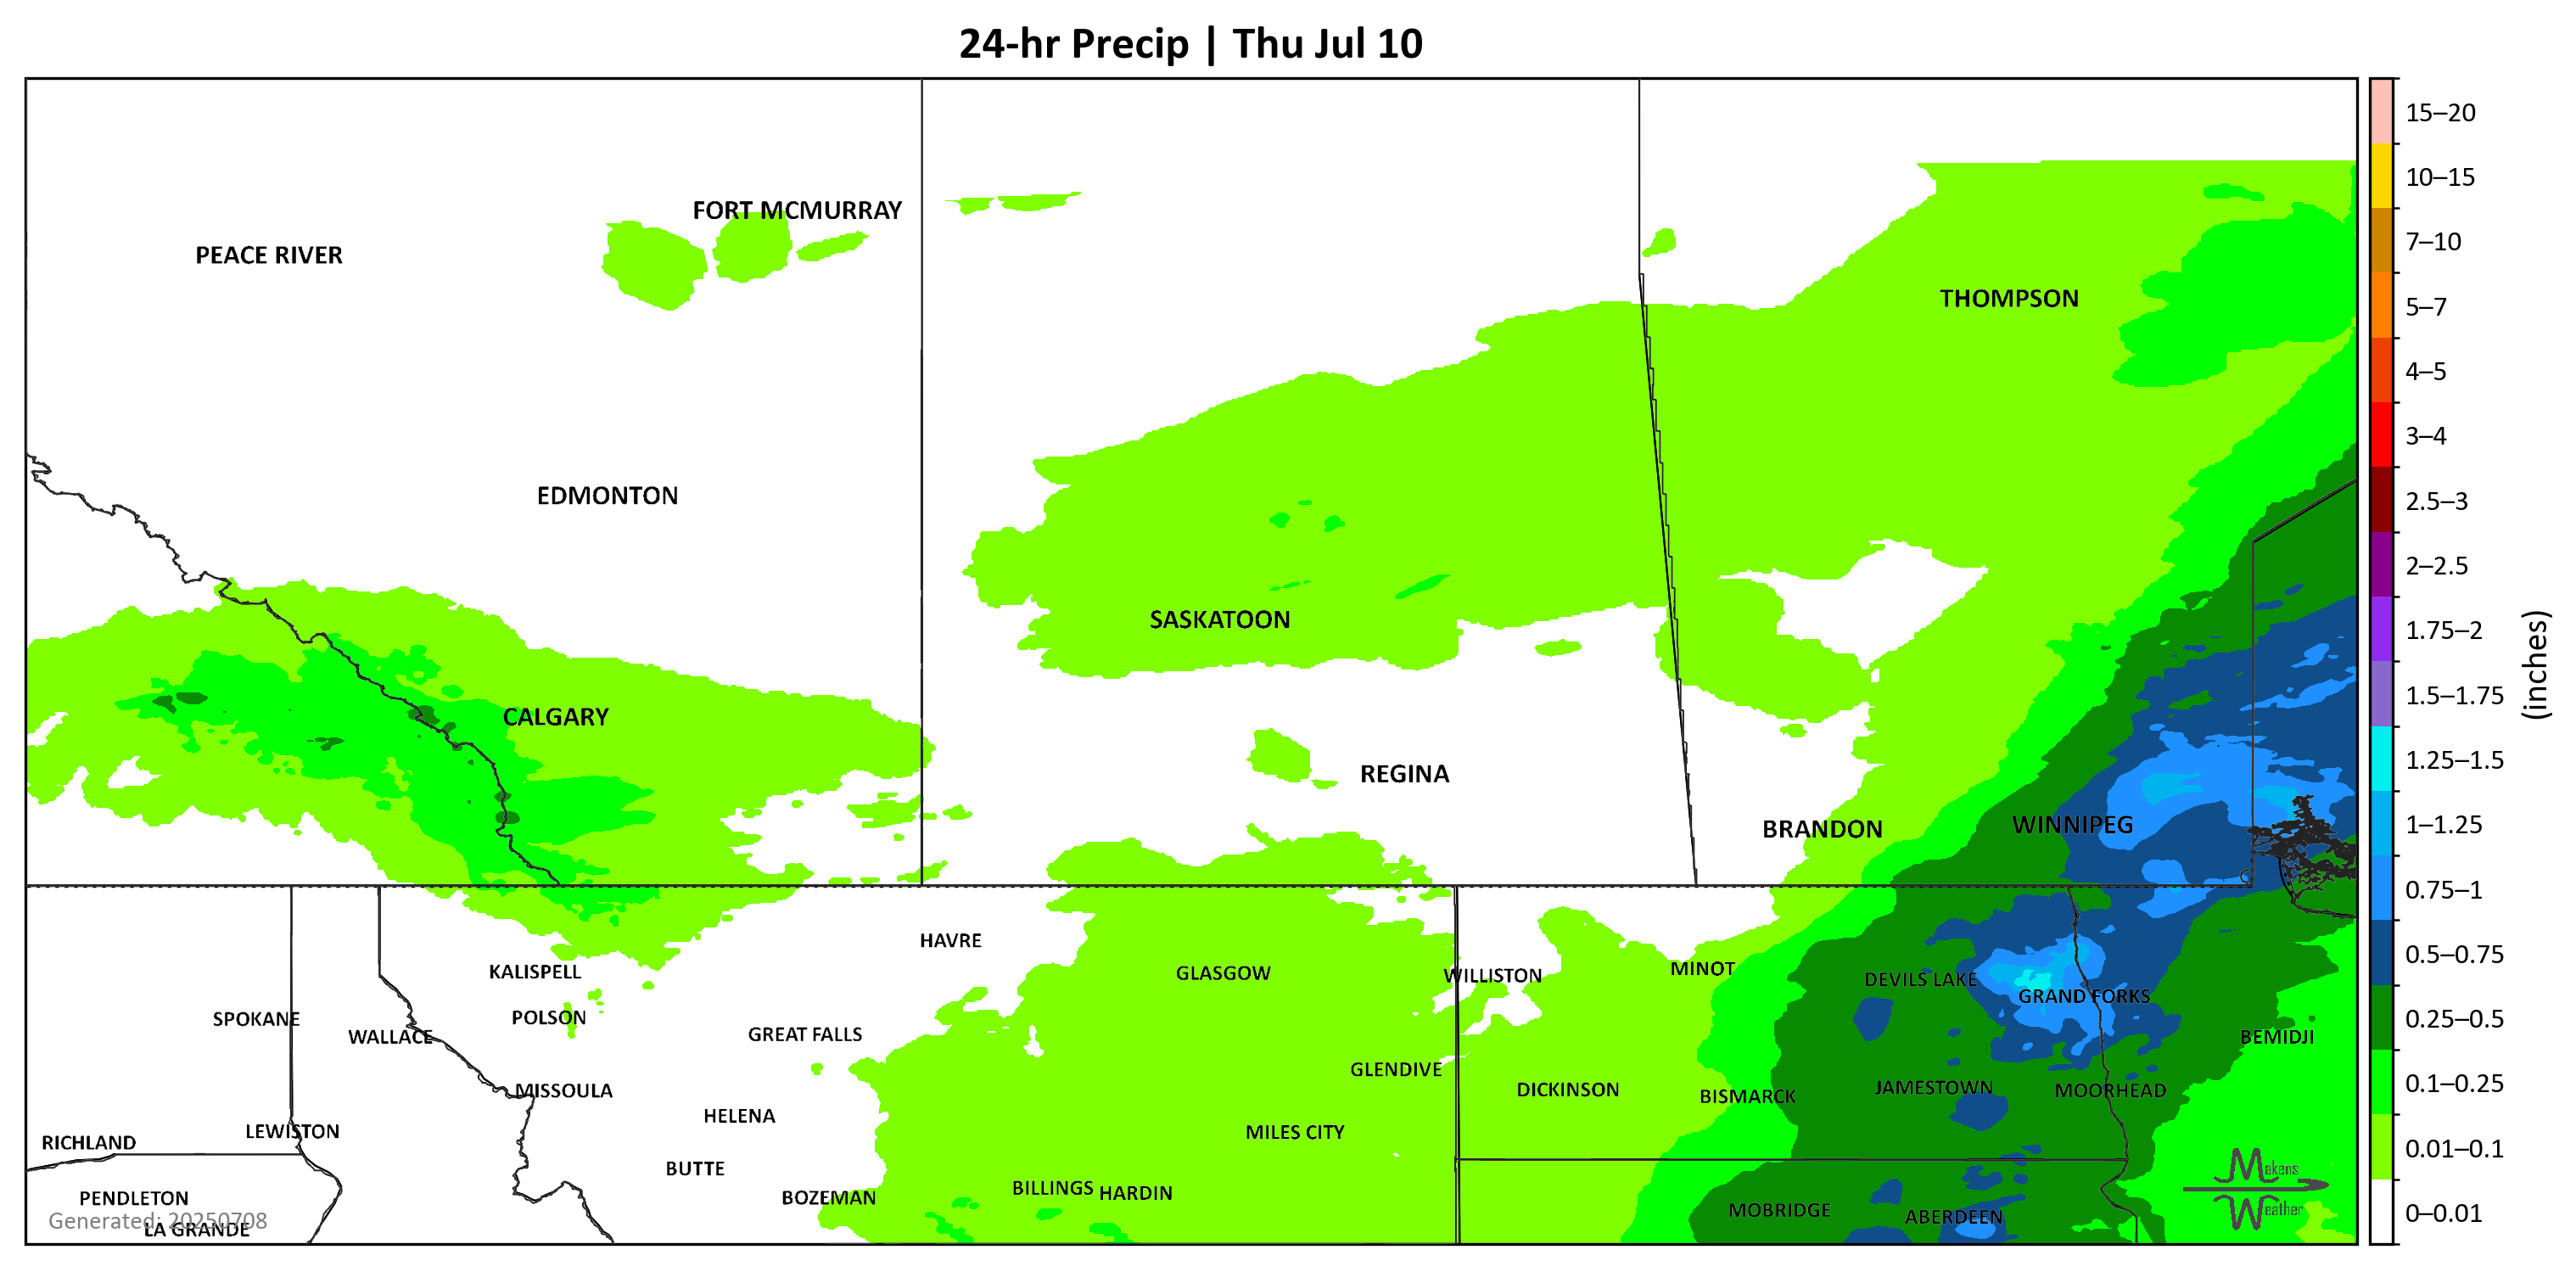 24-hr Precip | Thu Jul 10
FORT MCMURRAY
PEACE RIVER
THOMPSON
EDMONTON
SASKATOON
CALGARY
REGINA
WINNIPEG
BRANDON
HAVRE
KALISPELL
GLASGOW
WILLISTON
MINOT
DEVILS LAKE
GRAND FORKS
SPOKANE
POLSON
WALLACE
GREAT FALLS
BEMIDJI
GLENDIVE
MISSOULA
DICKINSON
BISMARCK
JAMESTOWN
MOORHEAD
HELENA
RICHLAND
LEWISTON
MILES CITY
BUTTE
PENDLETON
BOZEMAN
BILLINGS
HARDIN
MOBRIDGE
ABERDEEN
Generated: 20250708
LA GRANDE
Mekens
Weather
15–20
10–15
7–10
5–7
4–5
3–4
2.5–3
2–2.5
1.75–2
1.5–1.75
1.25–1.5
1–1.25
0.75–1
0.5–0.75
0.25–0.5
0.1–0.25
0.01–0.1
0–0.01
(inches)